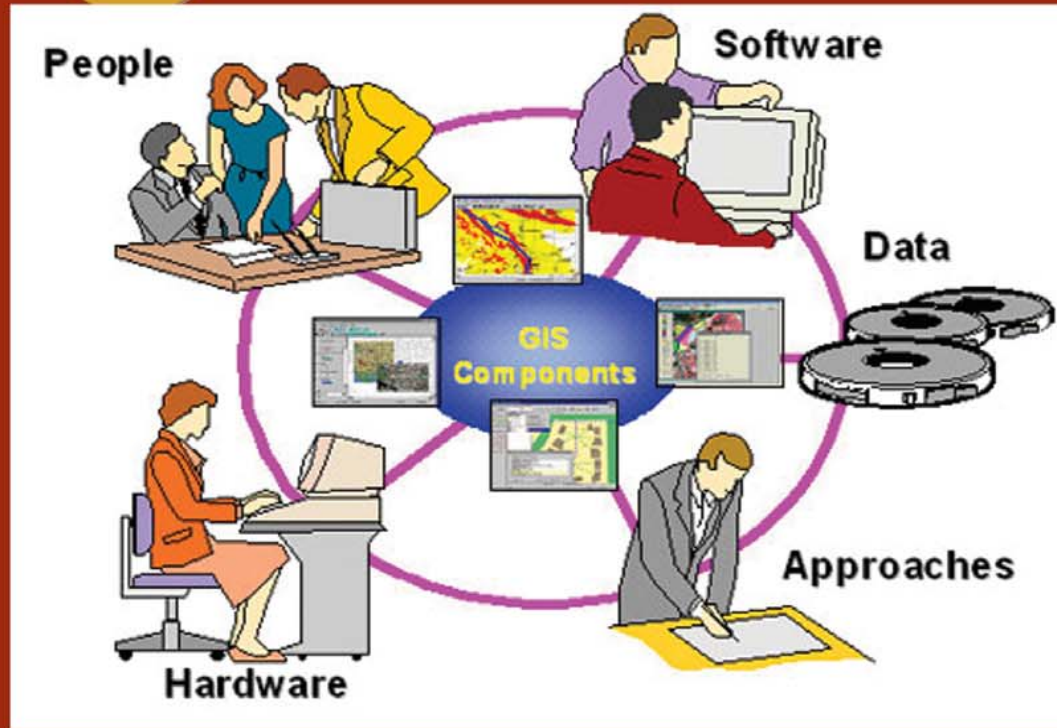 People
Software
Data
GIS
Components
Approaches
Hardware